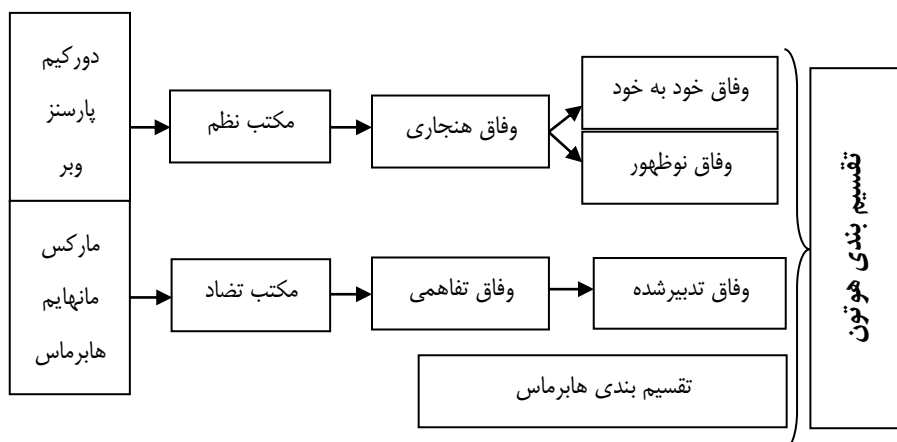 دورکیم
پارسنز
وبر
مکتب نظم
وفاق هنجاری
وفاق خود به خود
وفاق نوظهور
مارکس
مانهایم
هابرماس
مکتب تضاد
وفاق تفاهمی
وفاق تدبیرشده
تقسیم بندی هابرماس
تقسیم بندی هوتون